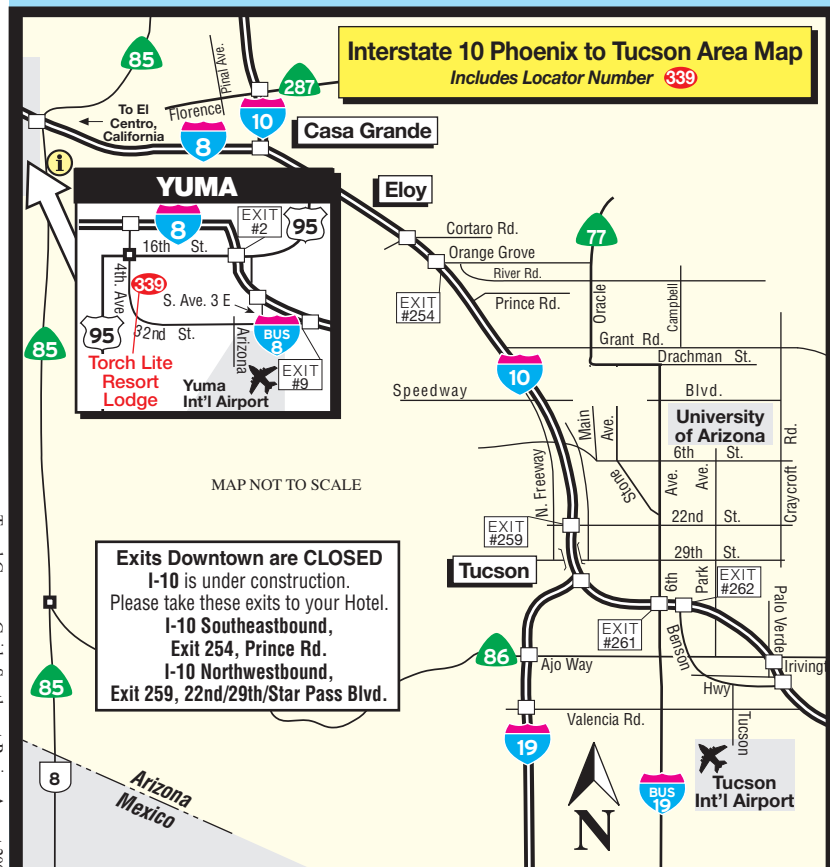 Interstate 10 Phoenix to Tucson Area Map
Includes Locator Number 339
85
Pinal Ave.
287
Florence
10
To El
Centro,
California
8
Casa Grande
i
Eloy
YUMA
8
EXIT
#2
95
16th St.
4th. Ave
339
S. Ave. 3 E
95
32nd St.
Arizona
BUS
8
EXIT
#9
Torch Lite
Resort
Lodge
Yuma
Int'l Airport
77
Cortaro Rd.
Orange Grove
River Rd.
EXIT
#254
Prince Rd.
Oracle
Campbell
Grant Rd.
Drachman St.
85
10
Speedway Blvd.
Main
Ave.
University
of Arizona
Rd.
6th St.
Stone
Ave.
Ave.
Craycroft
N. Freeway
MAP NOT TO SCALE
EXIT
#259
22nd St.
29th St.
Tucson
6th
Park
EXIT
#262
Palo Verde
EXIT
#261
Benson
Exits Downtown are CLOSED
I-10 is under construction.
Please take these exits to your Hotel.
I-10 Southeastbound,
Exit 254, Prince Rd.
I-10 Northwestbound,
Exit 259, 22nd/29th/Star Pass Blvd.
86
Ajo Way
Irvingt
Hwy
85
Valencia Rd.
Tucson
19
8
Arizona
Mexico
N
BUS
19
Tucson
Int'l Airport